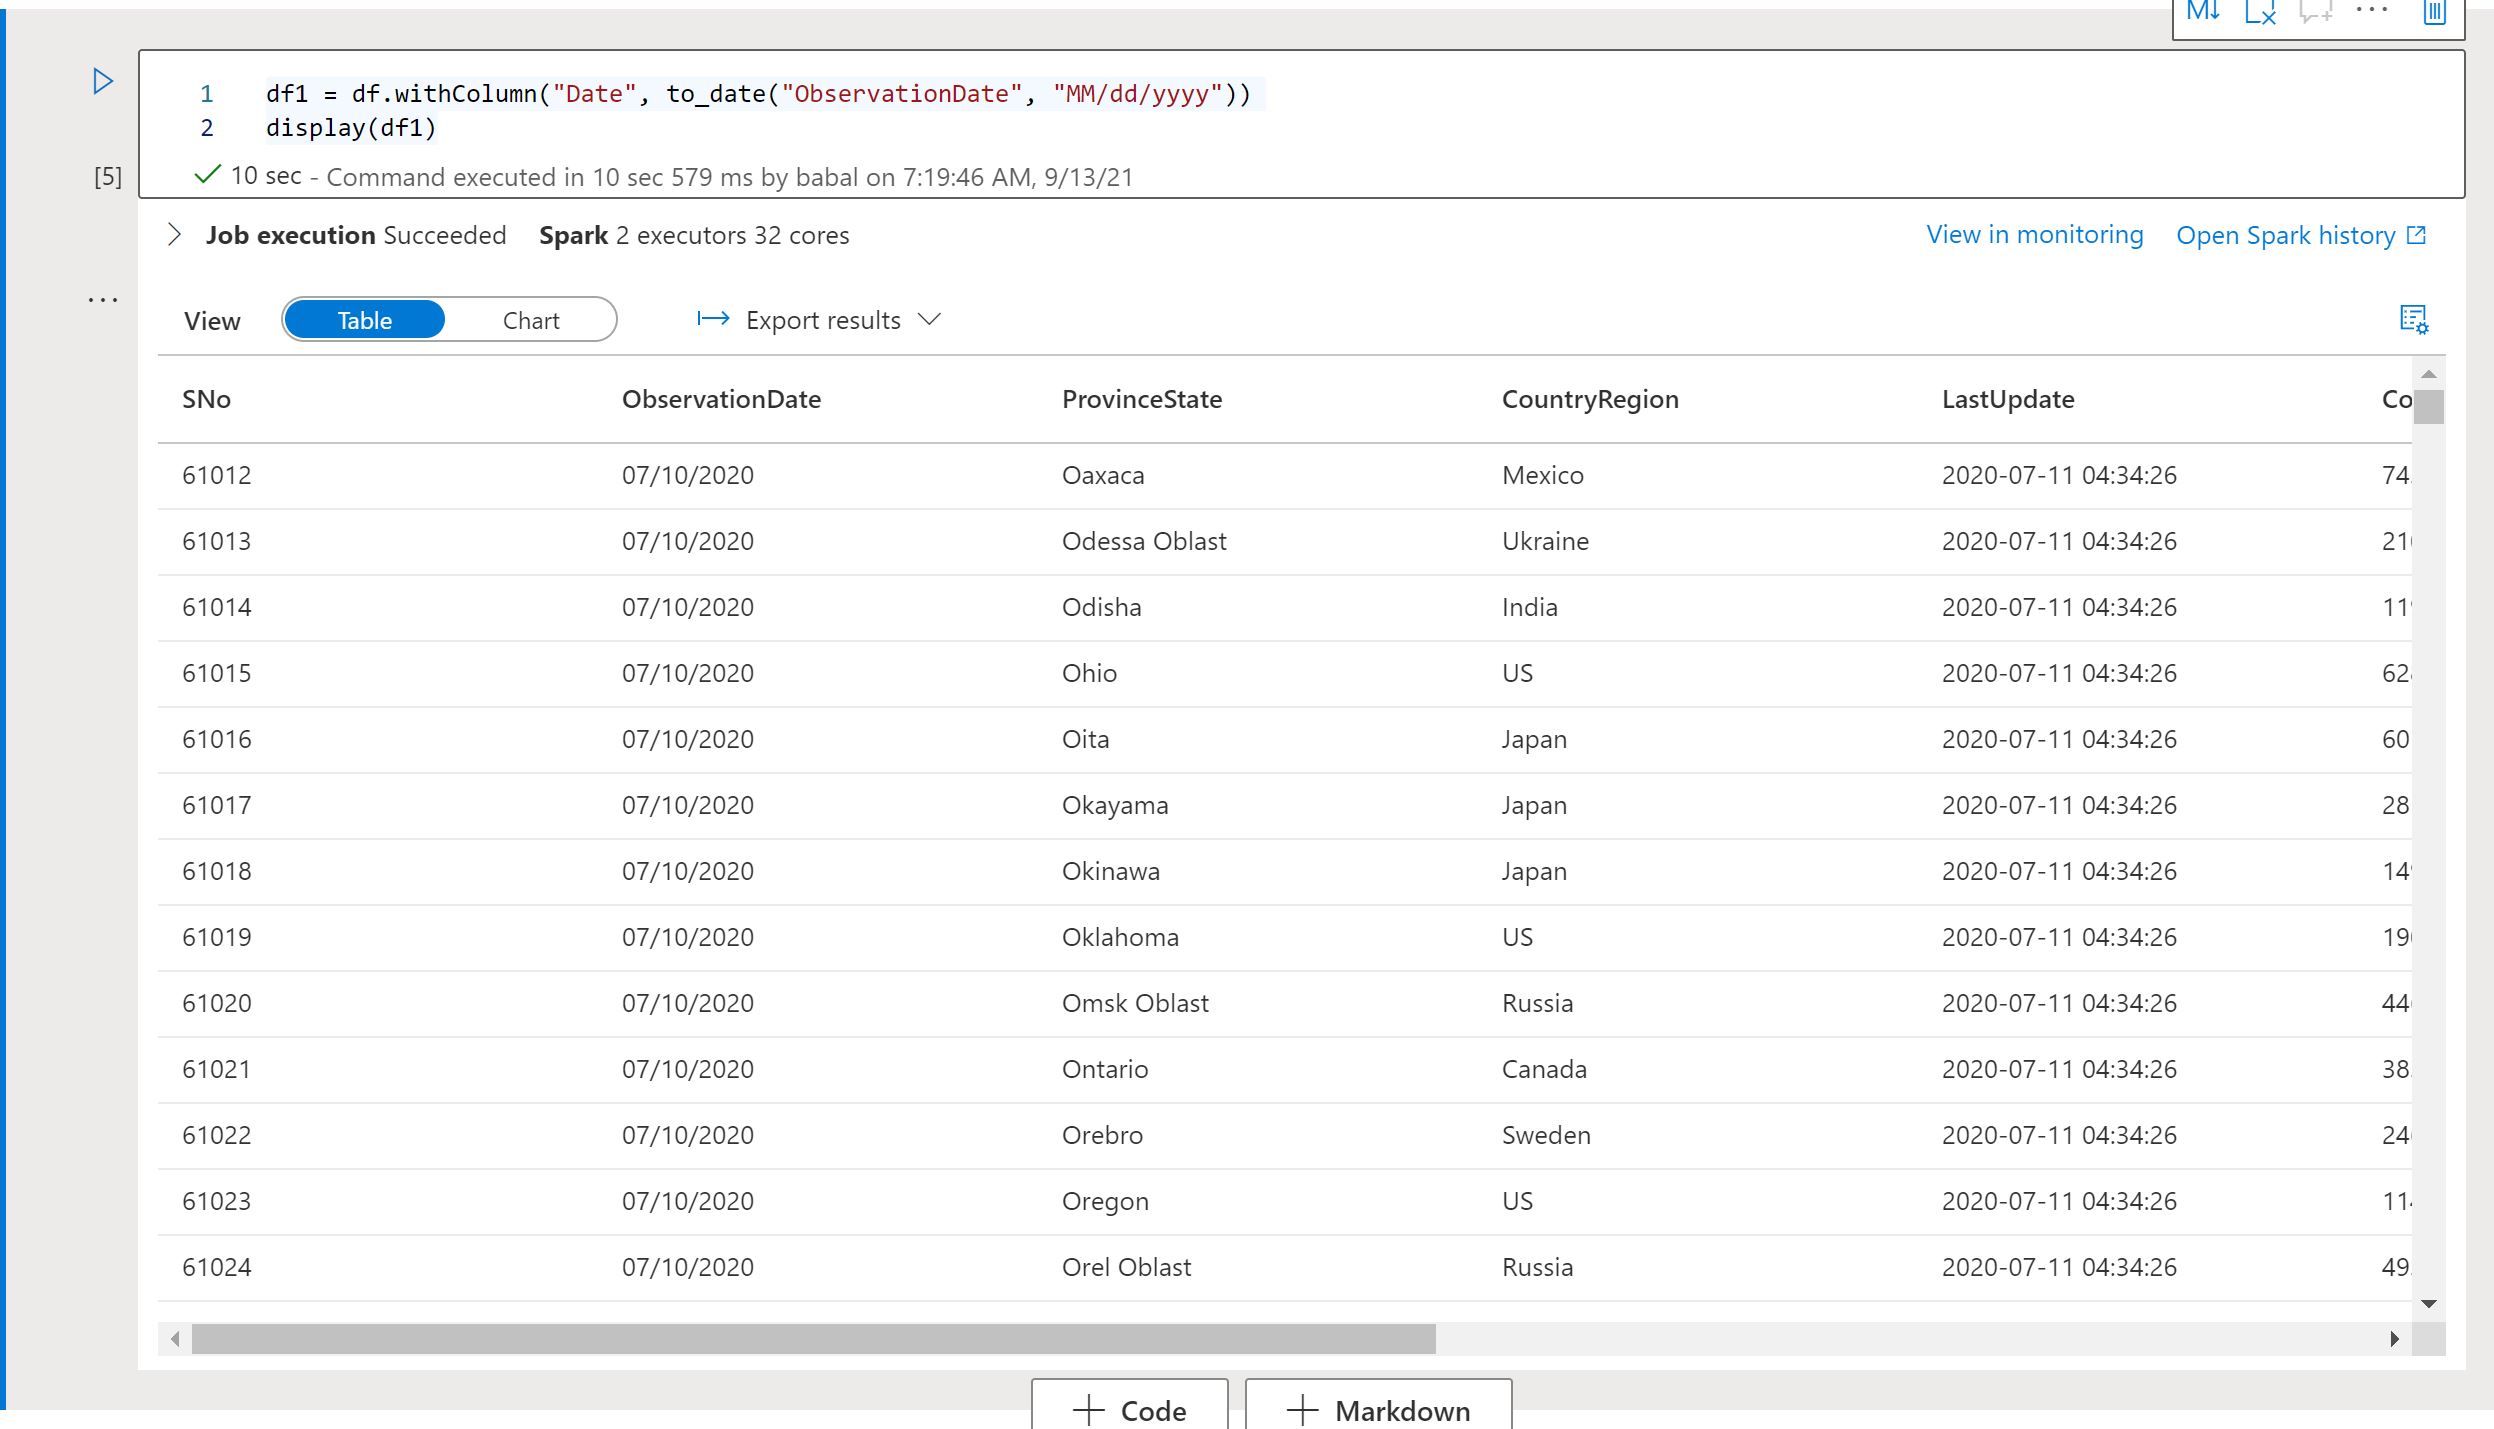 M↓
1 df1 = df.withColumn("Date", to_date("ObservationDate", "MM/dd/yyyy"))
2 display(df1)
[5] 10 sec - Command executed in 10 sec 579 ms by babal on 7:19:46 AM, 9/13/21
Job execution Succeeded Spark 2 executors 32 cores View in monitoring Open Spark history
View Table Chart Export results
SNo ObservationDate ProvinceState CountryRegion LastUpdate Co
61012 07/10/2020 Oaxaca Mexico 2020-07-11 04:34:26 74
61013 07/10/2020 Odessa Oblast Ukraine 2020-07-11 04:34:26 21
61014 07/10/2020 Odisha India 2020-07-11 04:34:26 11
61015 07/10/2020 Ohio US 2020-07-11 04:34:26 62
61016 07/10/2020 Oita Japan 2020-07-11 04:34:26 60
61017 07/10/2020 Okayama Japan 2020-07-11 04:34:26 28
61018 07/10/2020 Okinawa Japan 2020-07-11 04:34:26 14
61019 07/10/2020 Oklahoma US 2020-07-11 04:34:26 19
61020 07/10/2020 Omsk Oblast Russia 2020-07-11 04:34:26 44
61021 07/10/2020 Ontario Canada 2020-07-11 04:34:26 38
61022 07/10/2020 Orebro Sweden 2020-07-11 04:34:26 24
61023 07/10/2020 Oregon US 2020-07-11 04:34:26 11
61024 07/10/2020 Orel Oblast Russia 2020-07-11 04:34:26 49
+ Code + Markdown